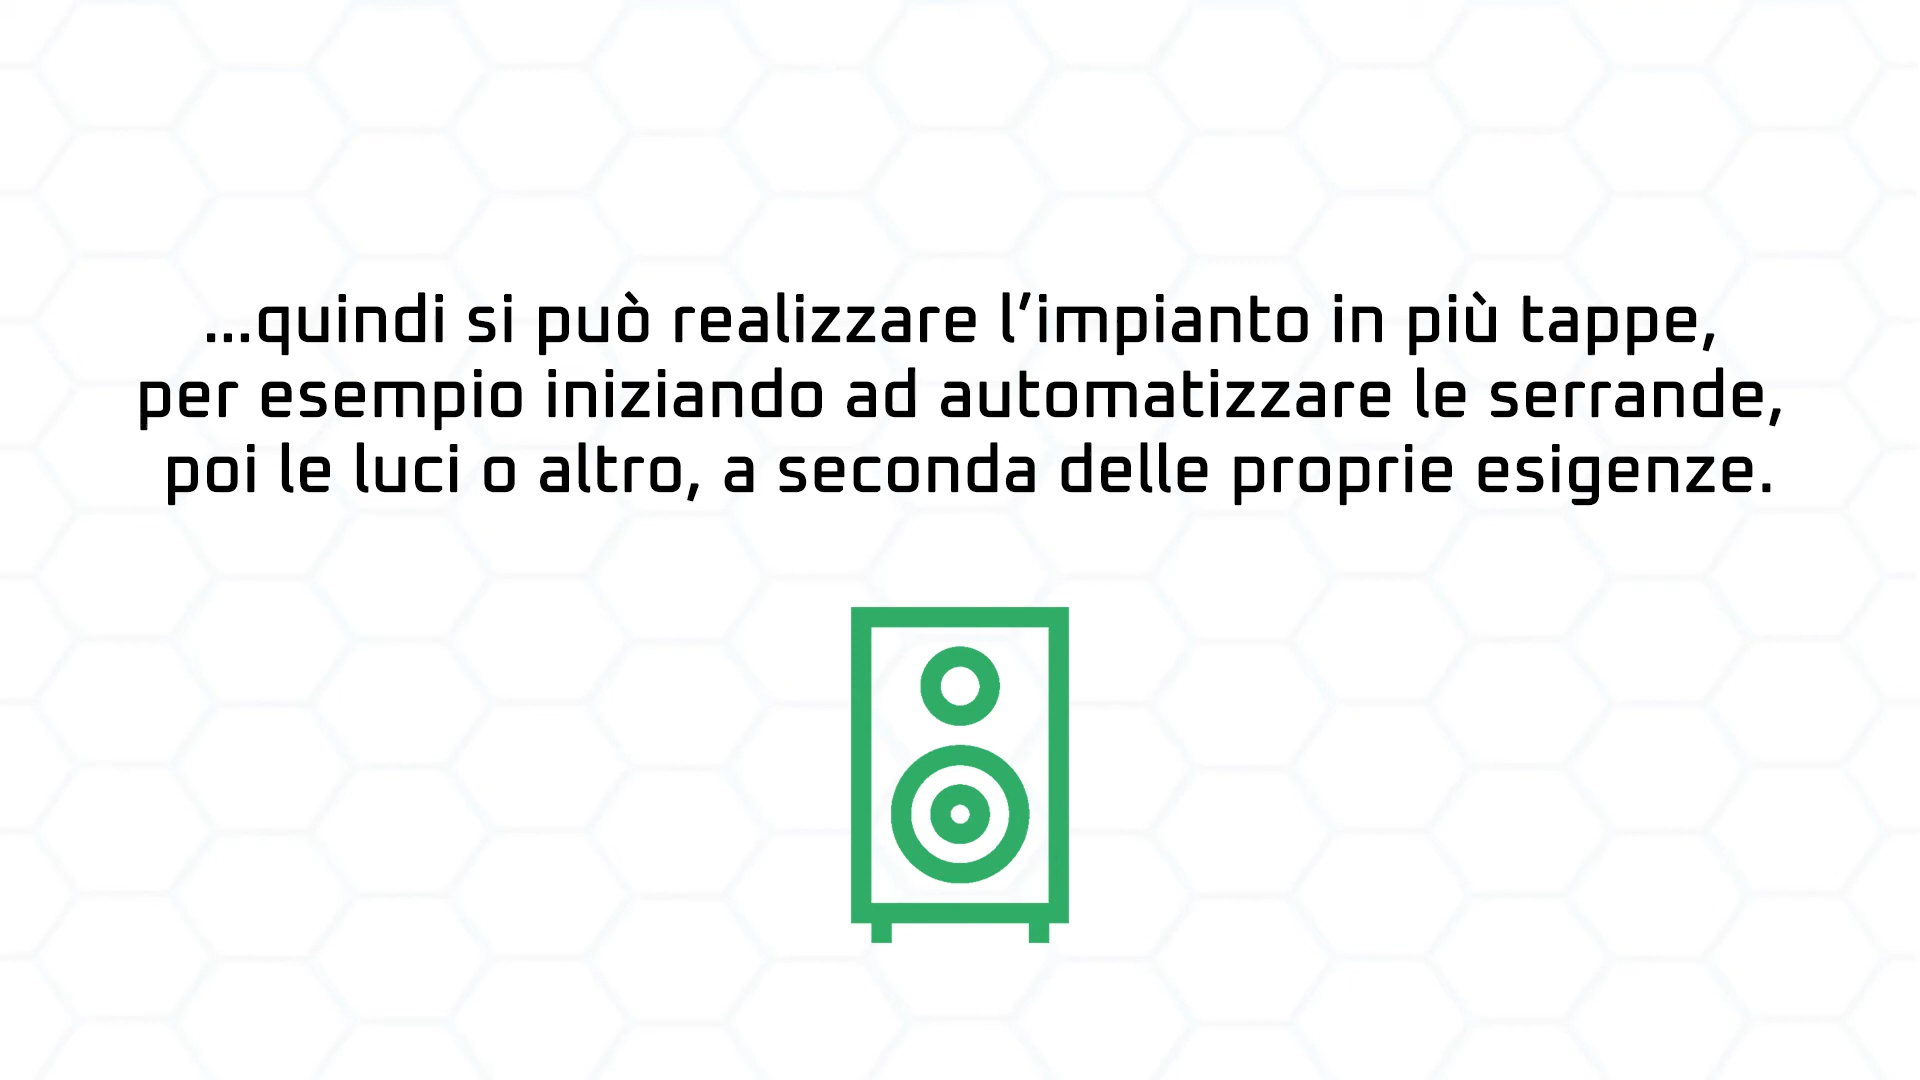 ...quindi si può realizzare l’impianto in più tappe,
per esempio iniziando ad automatizzare le serrande,
poi le luci o altro, a seconda delle proprie esigenze.